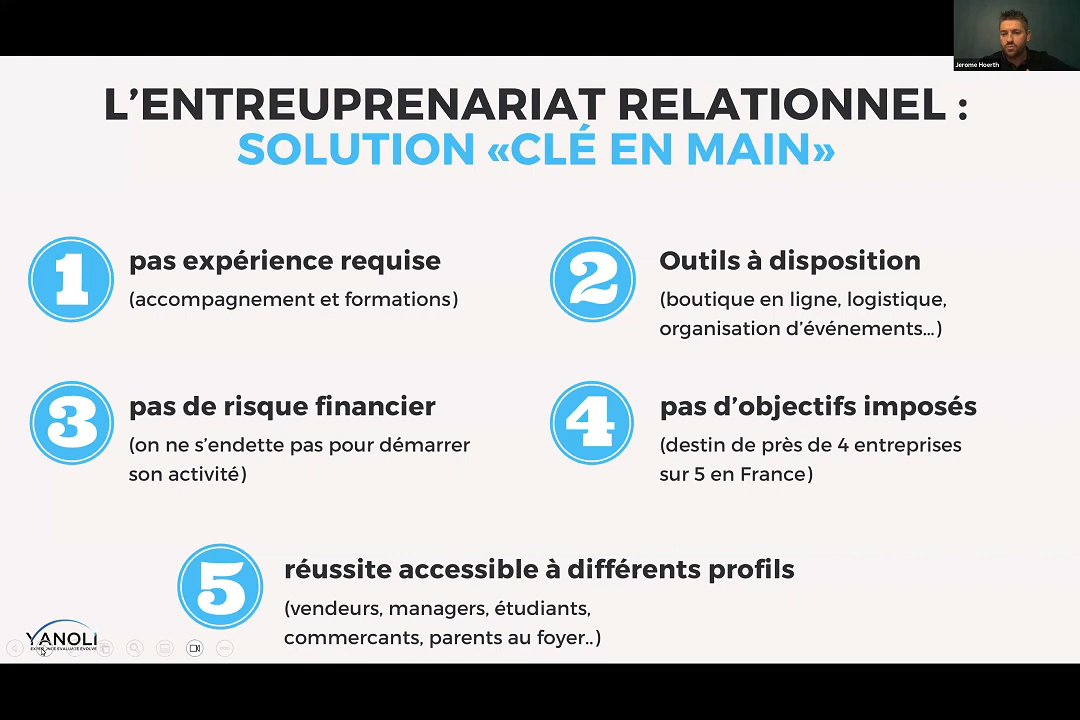 Jerome Hoerth
L’ENTREUPRENARIAT RELATIONNEL :
SOLUTION «CLÉ EN MAIN»
1
pas expérience requise
(accompagnement et formations)
2
Outils à disposition
(boutique en ligne, logistique,
organisation d’événements...)
3
pas de risque financier
(on ne s’endette pas pour démarrer
son activité)
4
pas d’objectifs imposés
(destin de près de 4 entreprises
sur 5 en France)
5
réussite accessible à différents profils
(vendeurs, managers, étudiants,
commercants, parents au foyer..)
YANOLI
EVALUATE EVOLVE